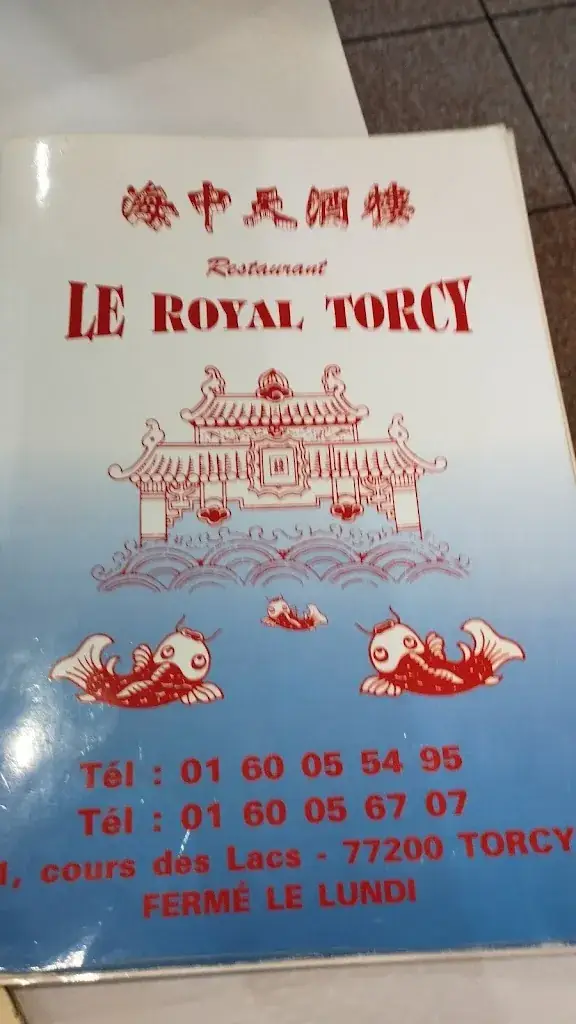 海中天酒樓
Restaurant
LE ROYAL TORCY
Tél : 01 60 05 54 95
Tél : 01 60 05 67 07
1, cours des Lacs - 77200 TORCY
FERMÉ LE LUNDI